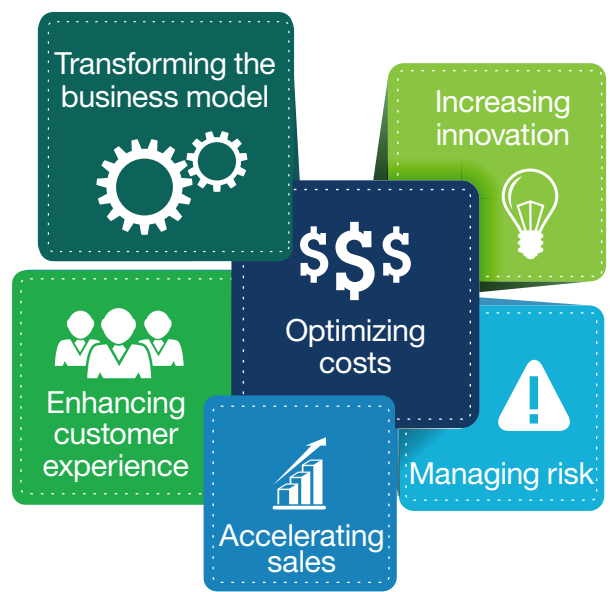 Transforming the
business model
Increasing
innovation
$$$
Optimizing
costs
Enhancing
customer
experience
Managing risk
Accelerating
sales